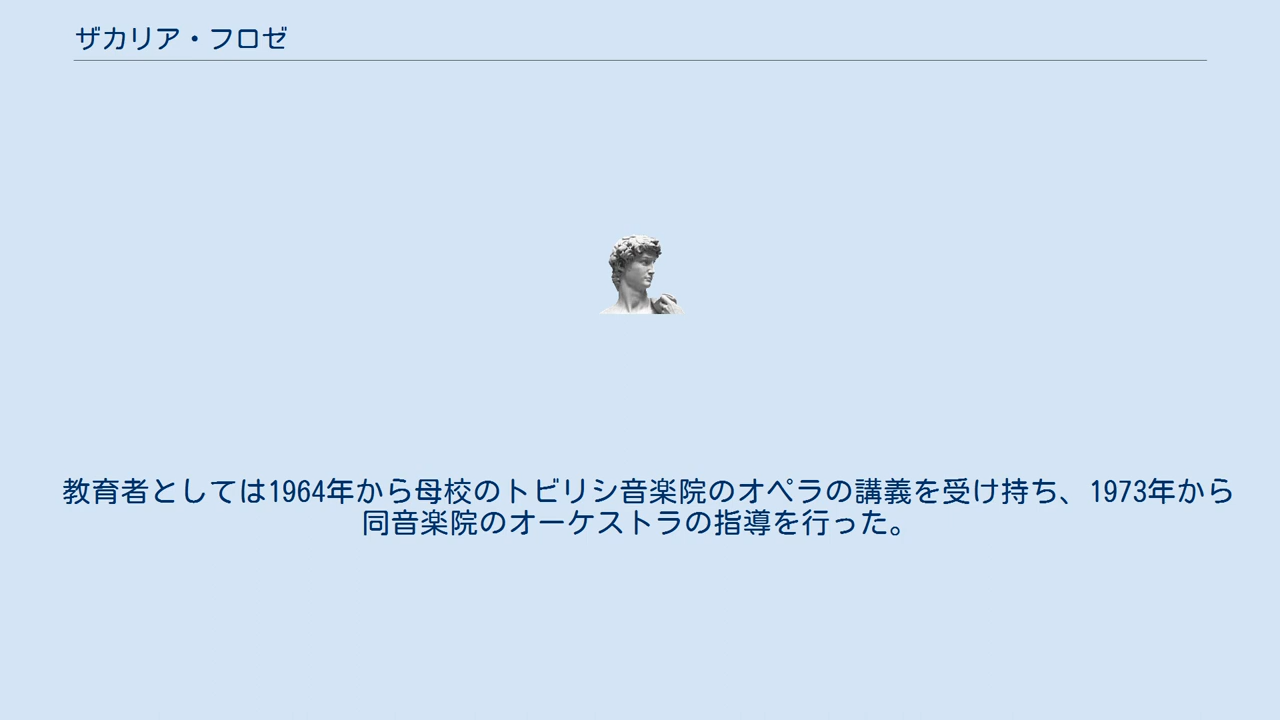 ザカリア・フロゼ
教育者としては1964年から母校のトビリシ音楽院のオペラの講義を受け持ち、1973年から
同音楽院のオーケストラの指導を行った。